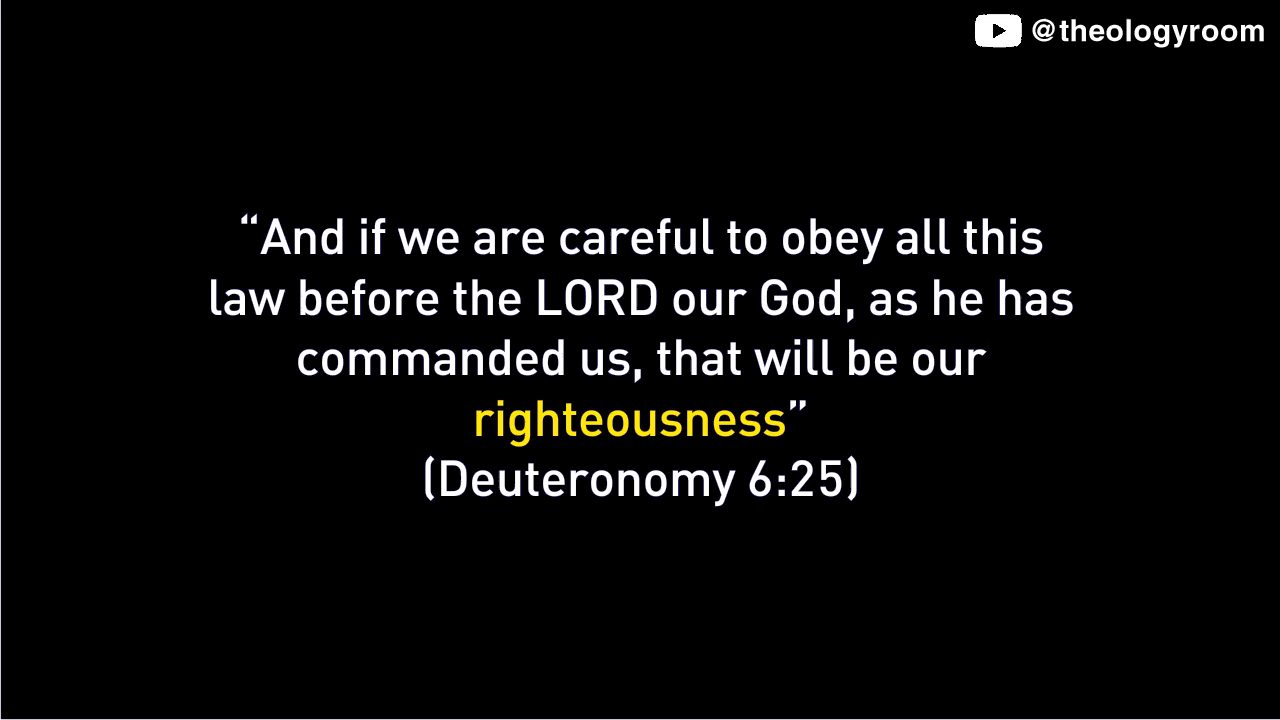 @theologyroom
“And if we are careful to obey all this
law before the LORD our God, as he has
commanded us, that will be our
righteousness”
(Deuteronomy 6:25)